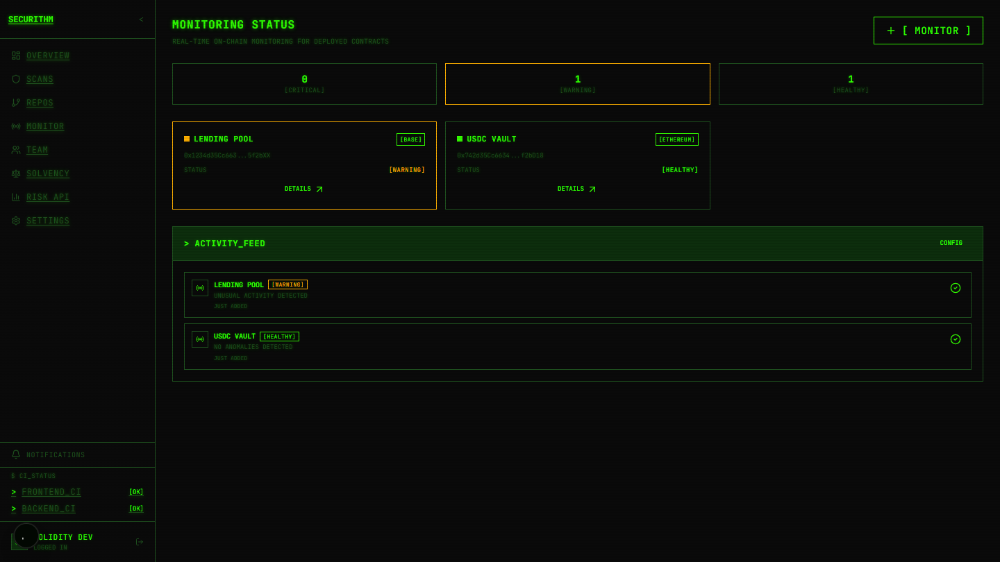 SECURITHM
<
OVERVIEW
SCANS
REPOS
MONITOR
TEAM
SOLVENCY
RISK API
SETTINGS
NOTIFICATIONS
$ CI_STATUS
> FRONTEND_CI [OK]
> BACKEND_CI [OK]
OLIDITY DEV
LOGGED IN
MONITORING STATUS
REAL-TIME ON-CHAIN MONITORING FOR DEPLOYED CONTRACTS
+ [ MONITOR ]
0
[CRITICAL]
1
[WARNING]
1
[HEALTHY]
LENDING POOL [BASE]
0x1234d35Cc663...5f2bXX
STATUS [WARNING]
DETAILS
USDC VAULT [ETHEREUM]
0x742d35Cc6634...f2bD18
STATUS [HEALTHY]
DETAILS
> ACTIVITY_FEED
CONFIG
LENDING POOL [WARNING]
UNUSUAL ACTIVITY DETECTED
JUST ADDED
USDC VAULT [HEALTHY]
NO ANOMALIES DETECTED
JUST ADDED